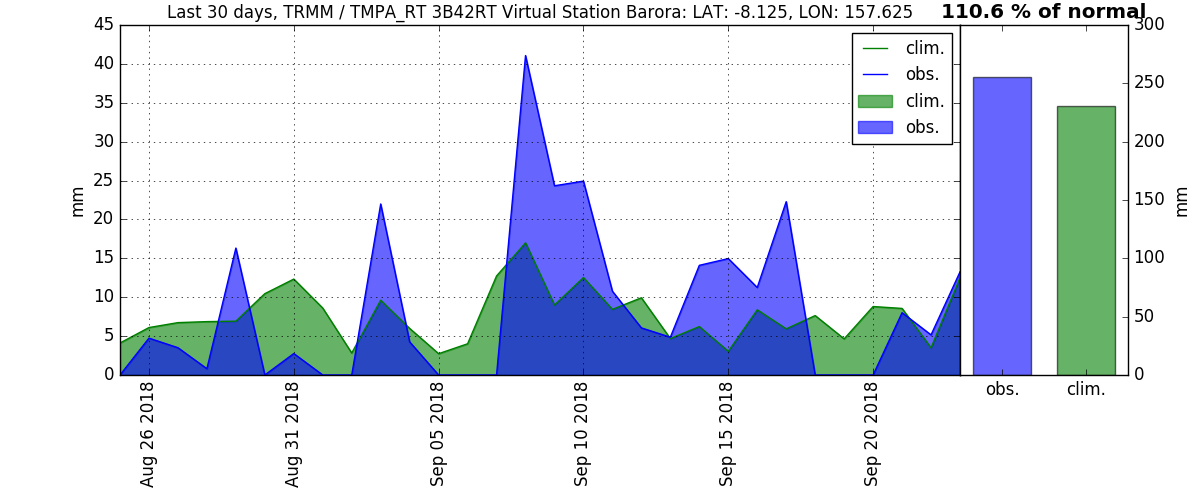 Last 30 days, TRMM / TMPA_RT 3B42RT Virtual Station Barora: LAT: -8.125, LON: 157.625
110.6 % of normal
45
40
35
30
25
20
15
10
5
0
mm
clim.
obs.
clim.
obs.
300
250
200
150
100
50
0
mm
obs.
clim.
Aug 26 2018
Aug 31 2018
Sep 05 2018
Sep 10 2018
Sep 15 2018
Sep 20 2018